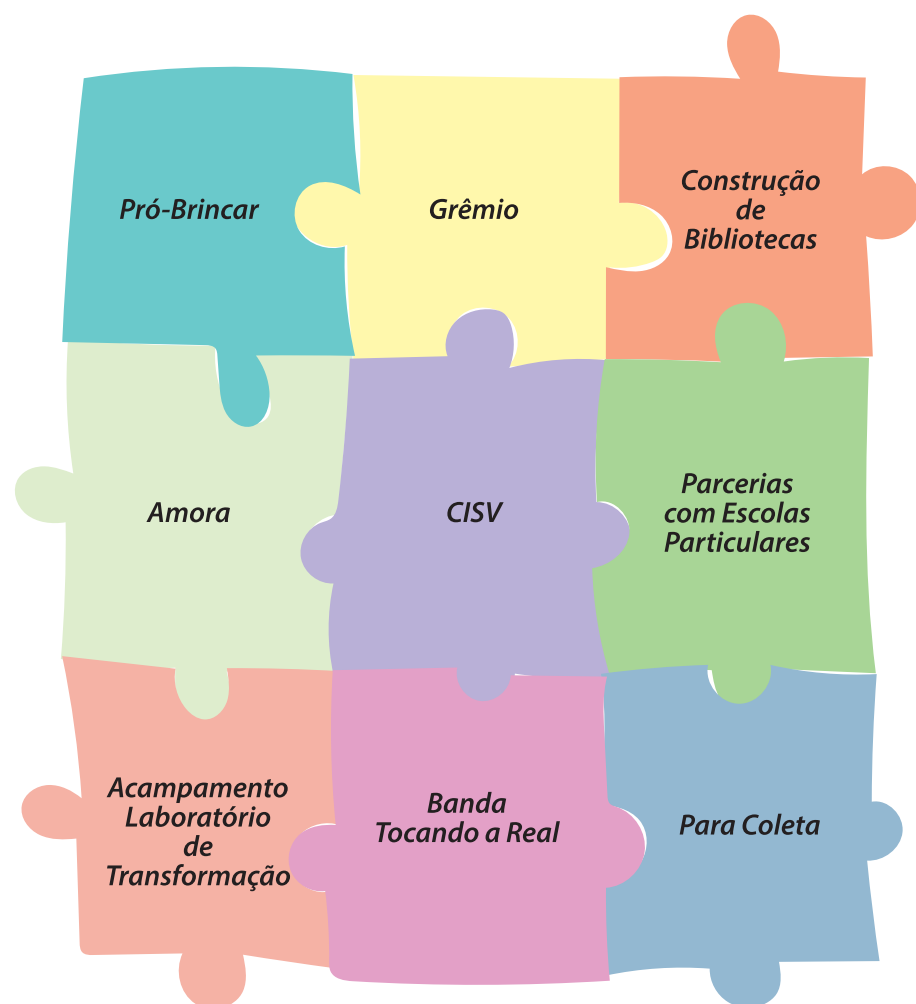 Pró-Brincar
Grêmio
Construção
de
Bibliotecas
Amora
CISV
Parcerias
com Escolas
Particulares
Acampamento
Laboratório
de
Transformação
Banda
Tocando a Real
Para Coleta